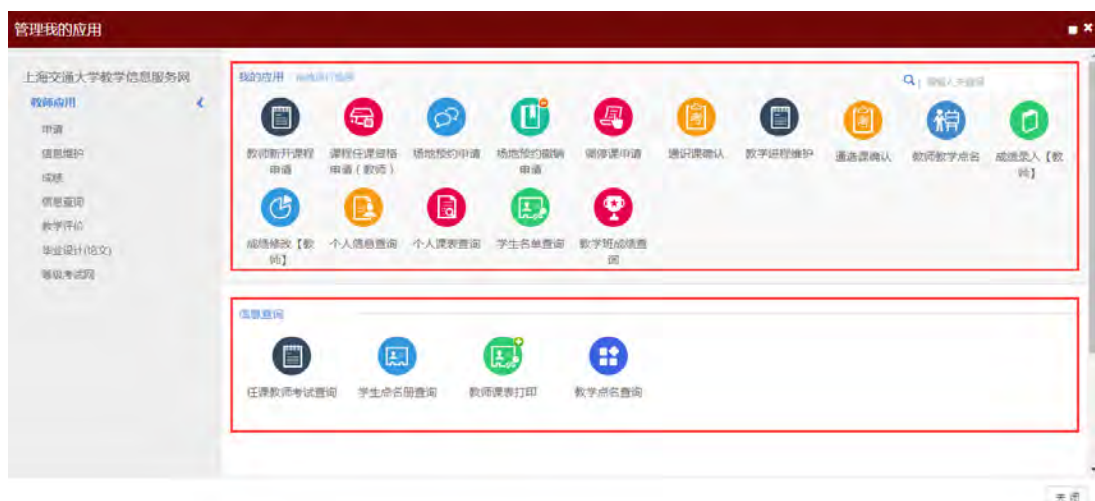 管理我的应用
上海交通大学教学信息服务网
教师应用
申请
信息维护
成绩
信息查询
教学评价
毕业设计(论文)
等级考试网
我的应用
请输入关键词
教师新开课程
申请
课程任课资格
申请(教师)
场地预约申请
场地预约撤销
申请
调停课申请
通识课确认
教学进程维护
通选课确认
教师教学点名
成绩录入【教
师】
成绩修改【教
师】
个人信息查询
个人课表查询
学生名单查询
教学班成绩查
询
信息查询
任课教师考试查询
学生点名册查询
教师课表打印
教学点名查询
关闭